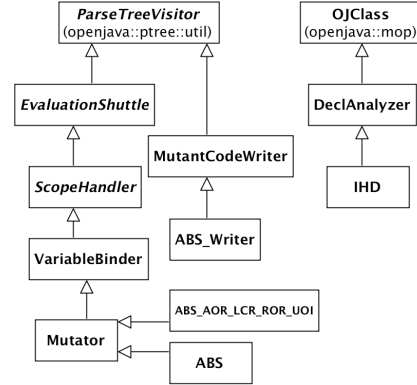 ParseTreeVisitor
(openjava::ptree::util)
OJClass
(openjava::mop)
EvaluationShuttle
DeclAnalyzer
MutantCodeWriter
ScopeHandler
IHD
ABS_Writer
VariableBinder
ABS_AOR_LCR_ROR_UOI
Mutator
ABS